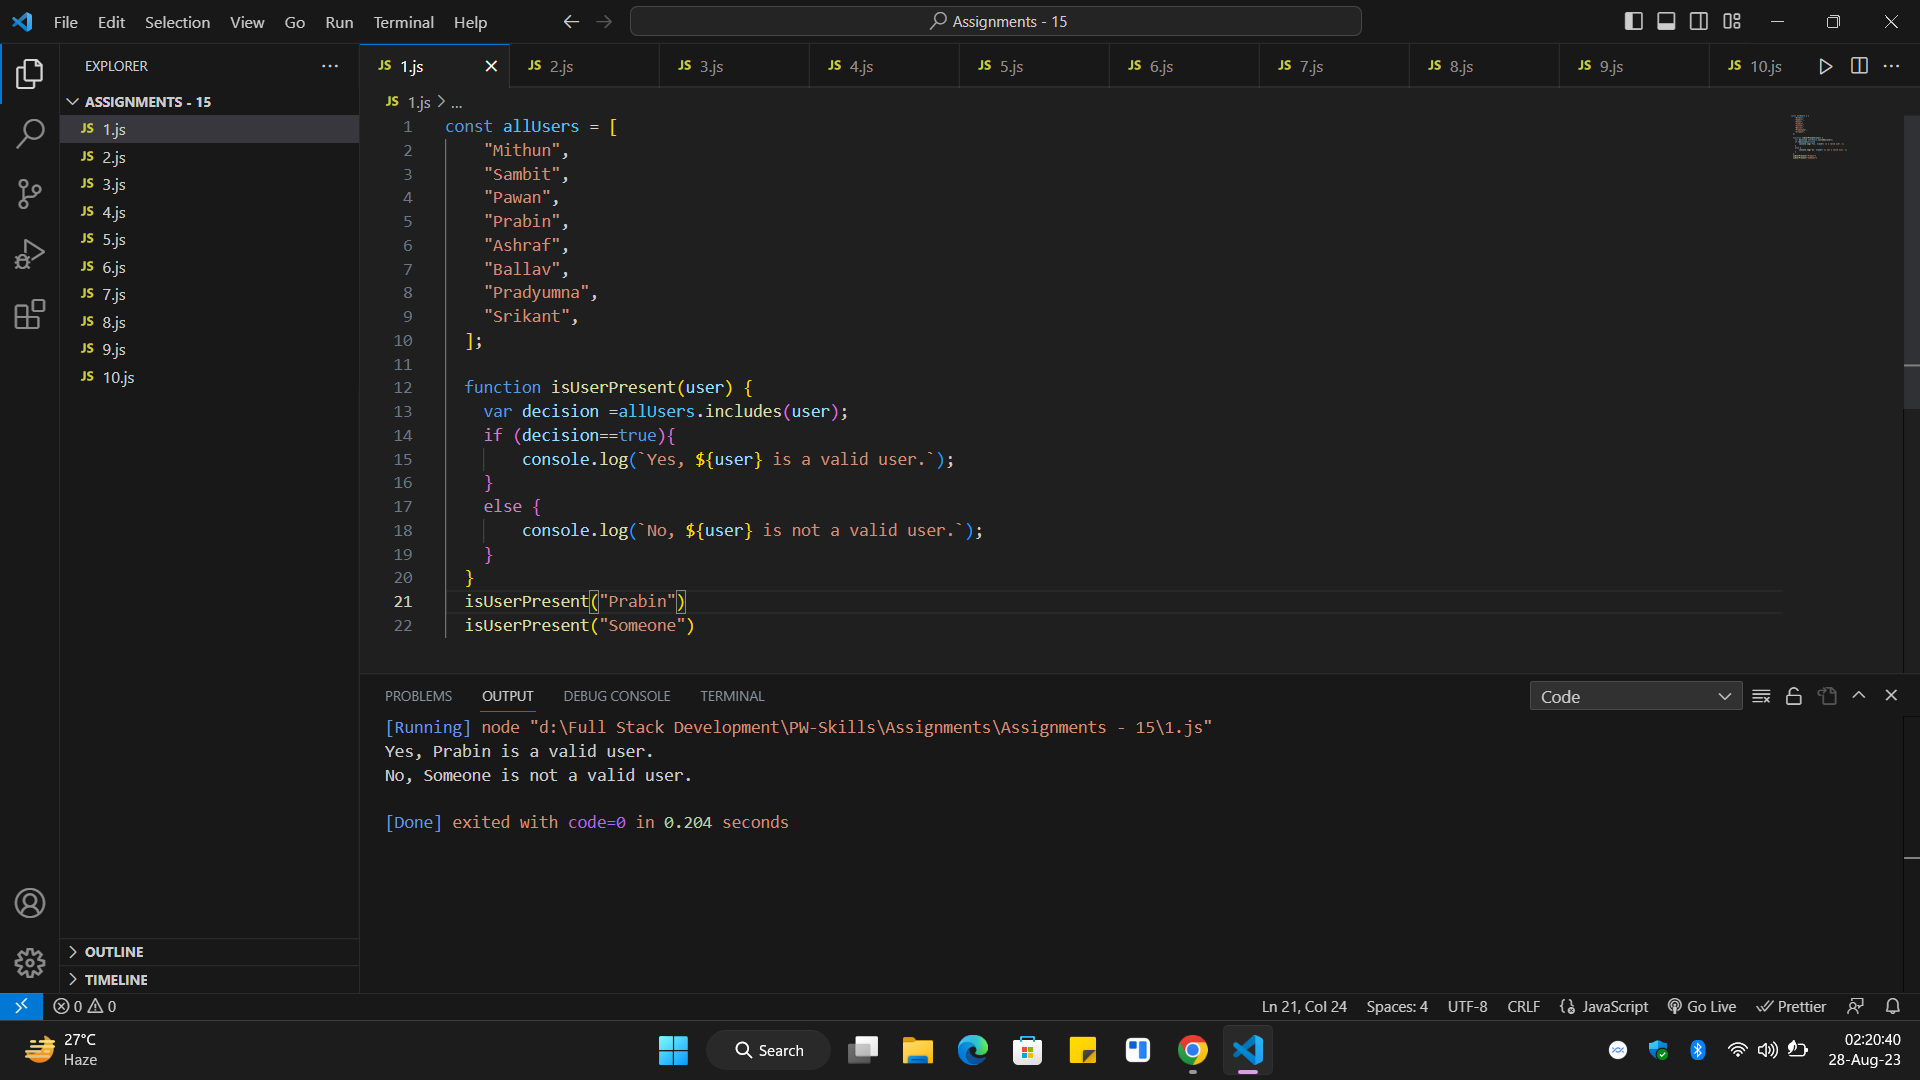 File Edit Selection View Go Run Terminal Help
Assignments - 15
EXPLORER
ASSIGNMENTS - 15
JS 1.js
JS 2.js
JS 3.js
JS 4.js
JS 5.js
JS 6.js
JS 7.js
JS 8.js
JS 9.js
JS 10.js
OUTLINE
TIMELINE
JS 1.js JS 2.js JS 3.js JS 4.js JS 5.js JS 6.js JS 7.js JS 8.js JS 9.js JS 10.js
JS 1.js > ...
1 const allUsers = [
2 "Mithun",
3 "Sambit",
4 "Pawan",
5 "Prabin",
6 "Ashraf",
7 "Ballav",
8 "Pradyumna",
9 "Srikant",
10 ];
11
12 function isUserPresent(user) {
13 var decision =allUsers.includes(user);
14 if (decision==true){
15 console.log(`Yes, ${user} is a valid user.`);
16 }
17 else {
18 console.log(`No, ${user} is not a valid user.`);
19 }
20 }
21 isUserPresent("Prabin")
22 isUserPresent("Someone")
PROBLEMS OUTPUT DEBUG CONSOLE TERMINAL
Code
[Running] node "d:\Full Stack Development\PW-Skills\Assignments\Assignments - 15\1.js"
Yes, Prabin is a valid user.
No, Someone is not a valid user.
[Done] exited with code=0 in 0.204 seconds
0 0
Ln 21, Col 24 Spaces: 4 UTF-8 CRLF JavaScript Go Live Prettier
27°C
Haze
Search
02:20:40
28-Aug-23